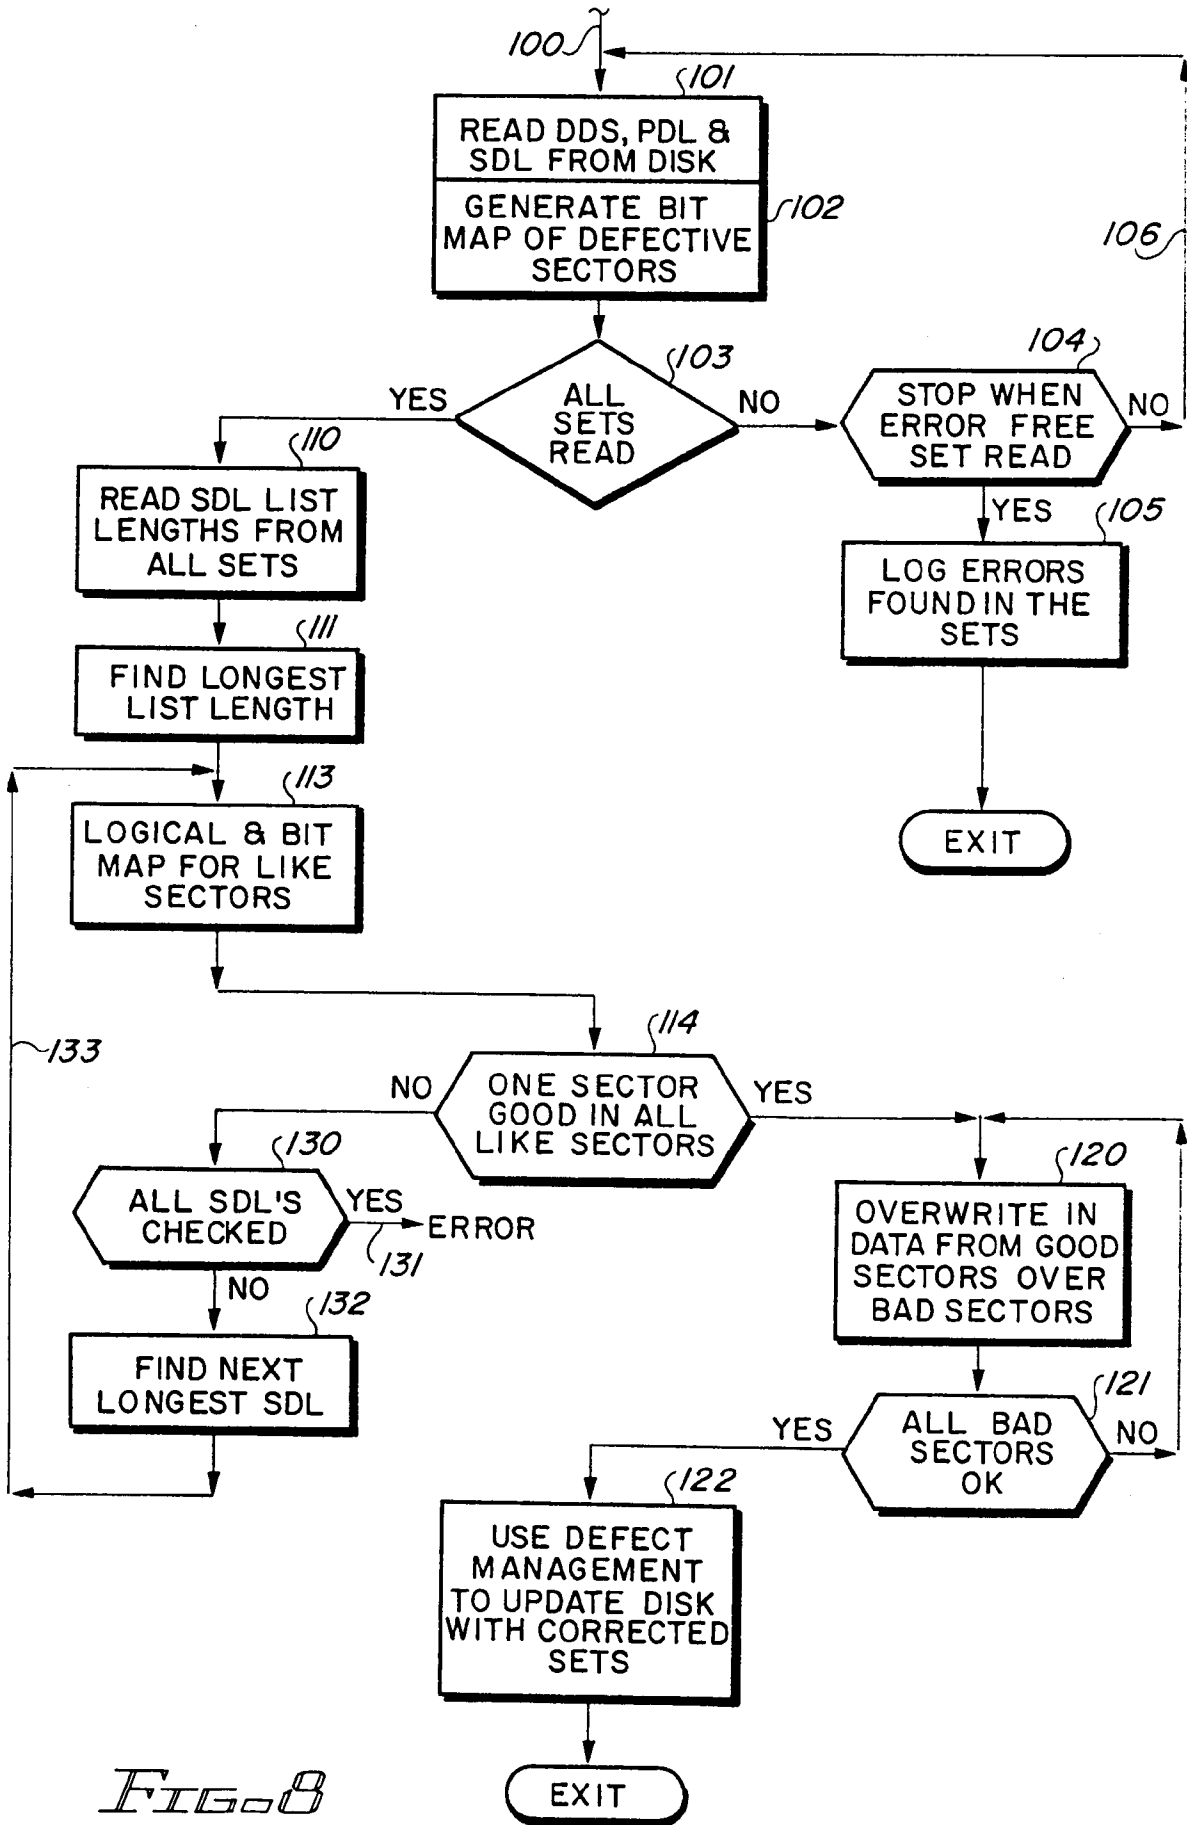 100
101
READ DDS, PDL &
SDL FROM DISK
GENERATE BIT
MAP OF DEFECTIVE
SECTORS
102
106
103
ALL
SETS
READ
YES
NO
104
STOP WHEN
ERROR FREE
SET READ
NO
YES
105
LOG ERRORS
FOUND IN THE
SETS
EXIT
110
READ SDL LIST
LENGTHS FROM
ALL SETS
111
FIND LONGEST
LIST LENGTH
113
LOGICAL & BIT
MAP FOR LIKE
SECTORS
133
114
ONE SECTOR
GOOD IN ALL
LIKE SECTORS
NO
YES
130
ALL SDL'S
CHECKED
YES
131
ERROR
NO
132
FIND NEXT
LONGEST SDL
120
OVERWRITE IN
DATA FROM GOOD
SECTORS OVER
BAD SECTORS
121
ALL BAD
SECTORS
OK
YES
NO
122
USE DEFECT
MANAGEMENT
TO UPDATE DISK
WITH CORRECTED
SETS
EXIT
FIG-8